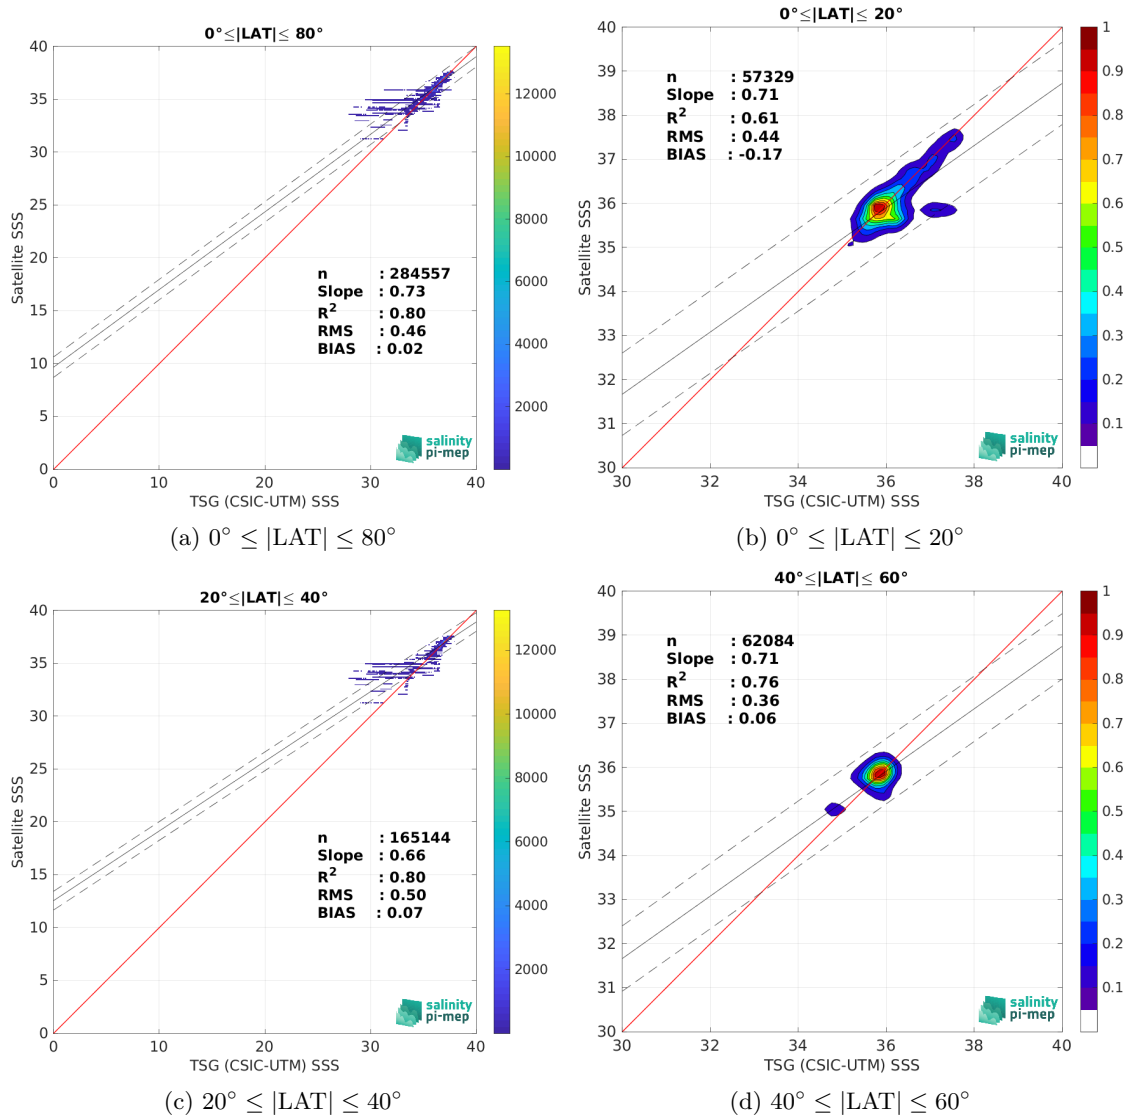 0°≤|LAT|≤ 80°
40
35
30
25
20
15
10
5
0
0
10
20
30
40
Satellite SSS
TSG (CSIC-UTM) SSS
n : 284557
Slope : 0.73
R² : 0.80
RMS : 0.46
BIAS : 0.02
12000
10000
8000
6000
4000
2000
salinity
pi-mep
(a) 0° ≤ |LAT| ≤ 80°
0°≤|LAT|≤ 20°
40
39
38
37
36
35
34
33
32
31
30
30
32
34
36
38
40
Satellite SSS
TSG (CSIC-UTM) SSS
n : 57329
Slope : 0.71
R² : 0.61
RMS : 0.44
BIAS : -0.17
1
0.9
0.8
0.7
0.6
0.5
0.4
0.3
0.2
0.1
salinity
pi-mep
(b) 0° ≤ |LAT| ≤ 20°
20°≤|LAT|≤ 40°
40
35
30
25
20
15
10
5
0
0
10
20
30
40
Satellite SSS
TSG (CSIC-UTM) SSS
n : 165144
Slope : 0.66
R² : 0.80
RMS : 0.50
BIAS : 0.07
12000
10000
8000
6000
4000
2000
salinity
pi-mep
(c) 20° ≤ |LAT| ≤ 40°
40°≤|LAT|≤ 60°
40
39
38
37
36
35
34
33
32
31
30
30
32
34
36
38
40
Satellite SSS
TSG (CSIC-UTM) SSS
n : 62084
Slope : 0.71
R² : 0.76
RMS : 0.36
BIAS : 0.06
1
0.9
0.8
0.7
0.6
0.5
0.4
0.3
0.2
0.1
salinity
pi-mep
(d) 40° ≤ |LAT| ≤ 60°